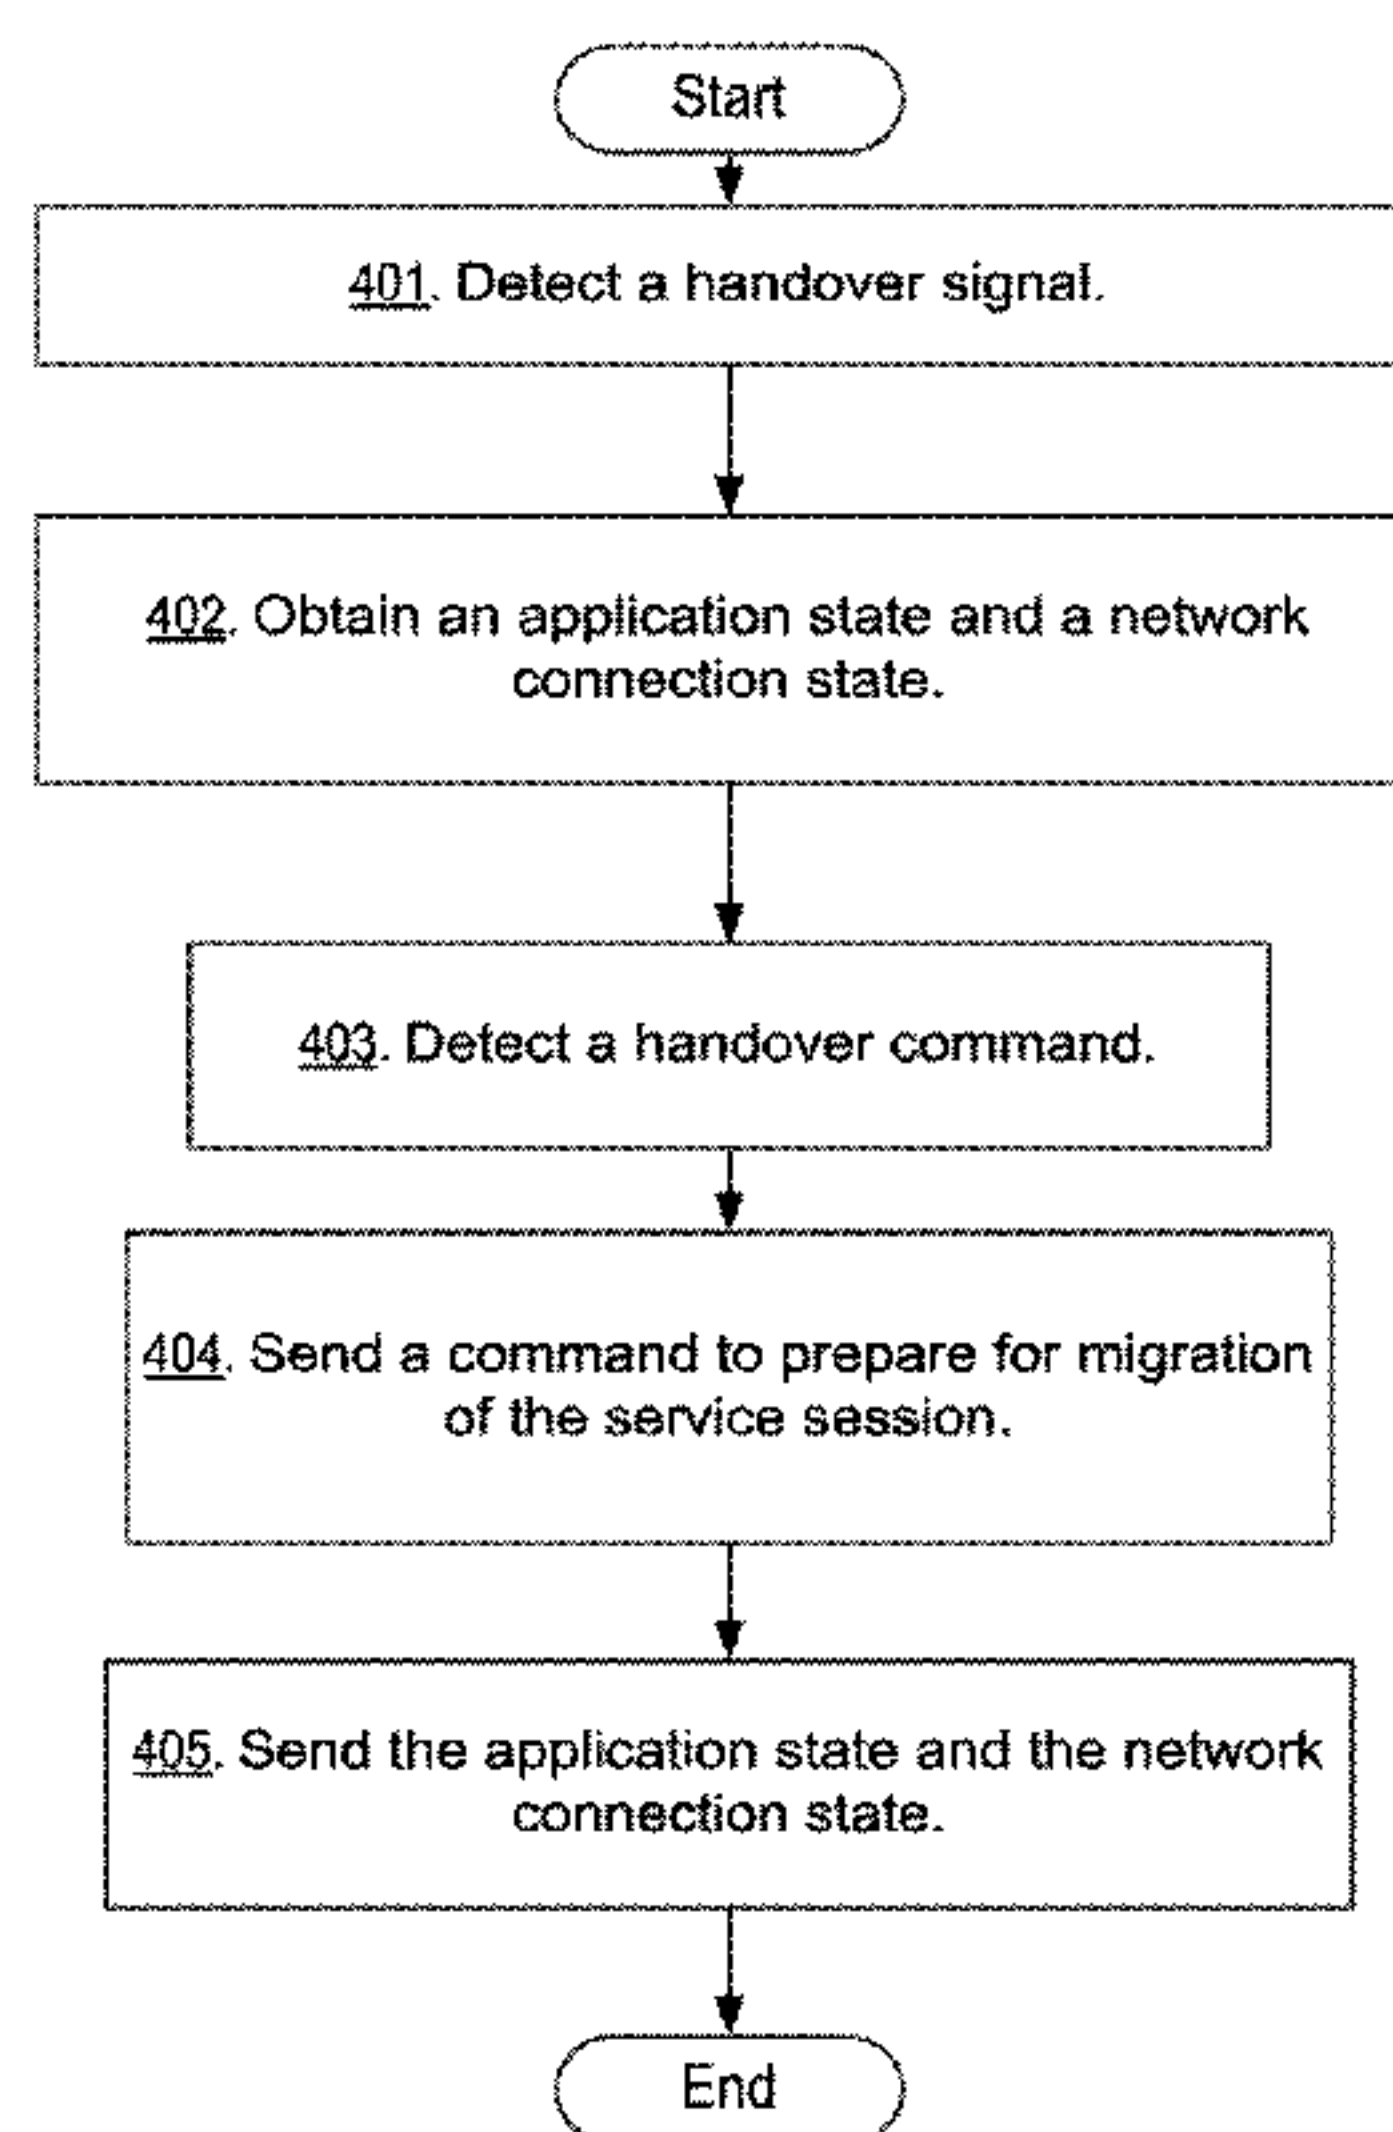 Start
401. Detect a handover signal.
402. Obtain an application state and a network
connection state.
403. Detect a handover command.
404. Send a command to prepare for migration
of the service session.
405. Send the application state and the network
connection state.
End